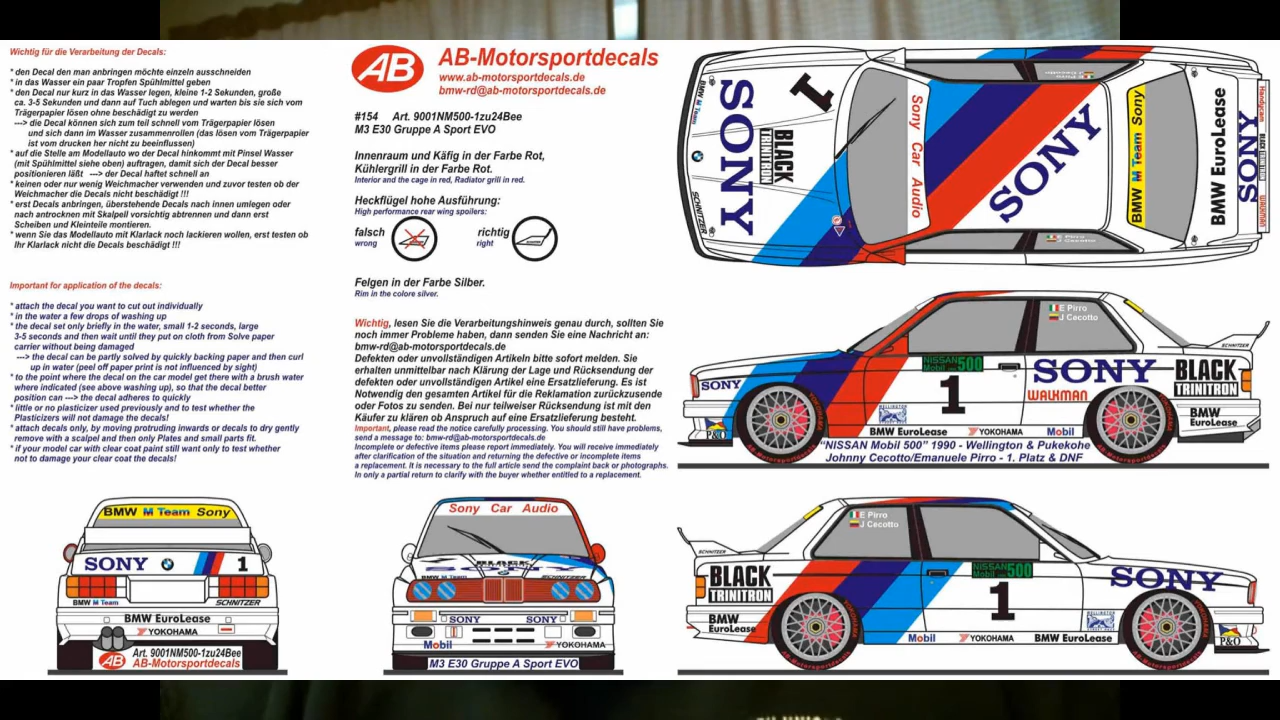 Wichtig für die Verarbeitung der Decals:
* den Decal den man anbringen möchte einzeln ausschneiden
* in das Wasser ein paar Tropfen Spühlmittel geben
* den Decal nur kurz in das Wasser legen, kleine 1-2 Sekunden, große
ca. 3-5 Sekunden und dann auf Tuch ablegen und warten bis sie sich vom
Trägerpapier lösen ohne beschädigt zu werden
---> die Decal können sich zum teil schnell vom Trägerpapier lösen
und sich dann im Wasser zusammenrollen (das lösen vom Trägerpapier
ist vom drucken her nicht zu beeinflussen)
* auf die Stelle am Modellauto wo der Decal hinkommt mit Pinsel Wasser
(mit Spühlmittel siehe oben) auftragen, damit sich der Decal besser
positionieren läßt ---> der Decal haftet schnell an
* keinen oder nur wenig Weichmacher verwenden und zuvor testen ob der
Weichmacher die Decals nicht beschädigt !!!
* erst Decals anbringen, überstehende Decals nach innen umlegen oder
nach antrocknen mit Skalpell vorsichtig abtrennen und dann erst
Scheiben und Kleinteile montieren.
* wenn Sie das Modellauto mit Klarlack noch lackieren wollen, erst testen ob
Ihr Klarlack nicht die Decals beschädigt !!!
Important for application of the decals:
* attach the decal you want to cut out individually
* in the water a few drops of washing up
* the decal set only briefly in the water, small 1-2 seconds, large
3-5 seconds and then wait until they put on cloth from Solve paper
carrier without being damaged
---> the decal can be partly solved by quickly backing paper and then curl
up in water (peel off paper print is not influenced by sight)
* to the point where the decal on the car model get there with a brush water
where indicated (see above washing up), so that the decal better
position can ---> the decal adheres to quickly
* little or no plasticizer used previously and to test whether the
Plasticizers will not damage the decals!
* attach decals only, by moving protruding inwards or decals to dry gently
remove with a scalpel and then only Plates and small parts fit.
* if your model car with clear coat paint still want only to test whether
not to damage your clear coat the decals!
AB
AB-Motorsportdecals
www.ab-motorsportdecals.de
bmw-rd@ab-motorsportdecals.de
#154 Art. 9001NM500-1zu24Bee
M3 E30 Gruppe A Sport EVO
Innenraum und Käfig in der Farbe Rot,
Kühlergrill in der Farbe Rot.
Interior and the cage in red, Radiator grill in red.
Heckflügel hohe Ausführung:
High performance rear wing spoilers:
falsch richtig
wrong right
Felgen in der Farbe Silber.
Rim in the colore silver.
Wichtig, lesen Sie die Verarbeitungshinweis genau durch, sollten Sie
noch immer Probleme haben, dann senden Sie eine Nachricht an:
bmw-rd@ab-motorsportdecals.de
Defekten oder unvollständigen Artikeln bitte sofort melden. Sie
erhalten unmittelbar nach Klärung der Lage und Rücksendung der
defekten oder unvollständigen Artikel eine Ersatzlieferung. Es ist
Notwendig den gesamten Artikel für die Reklamation zurückzusende
oder Fotos zu senden. Bei nur teilweiser Rücksendung ist mit den
Käufer zu klären ob Anspruch auf eine Ersatzlieferung besteht.
Important, please read the notice carefully processing. You should still have problems,
send a message to: bmw-rd@ab-motorsportdecals.de
Incomplete or defective items please report immediately. You will receive immediately
after clarification of the situation and returning the defective or incomplete items
a replacement. It is necessary to the full article send the complaint back or photographs.
In only a partial return to clarify with the buyer whether entitled to a replacement.
BMW M Team
SCHNITZER
SONY
1
BLACK
TRINITRON
Sony Car Audio
SONY
E Pirro
J Cecotto
BMW M Team Sony
BMW EuroLease
Handycam
SONY
WALKMAN
E Pirro
J Cecotto
NISSAN
Mobil 500
SONY
1
SONY
WALKMAN
BLACK
TRINITRON
SCHNITZER
WELLINGTON
P&O
BMW EuroLease
YOKOHAMA
Mobil
BMW
EuroLease
"NISSAN Mobil 500" 1990 - Wellington & Pukekohe
Johnny Cecotto/Emanuele Pirro - 1. Platz & DNF
BMW M Team Sony
SONY
1
BMW M Team
SCHNITZER
BMW EuroLease
YOKOHAMA
AB
Art. 9001NM500-1zu24Bee
AB-Motorsportdecals
Sony Car Audio
SONY
BLACK
BMW M Team
SCHNITZER
SONY SONY
Mobil
YOKOHAMA
M3 E30 Gruppe A Sport EVO
E Pirro
J Cecotto
SCHNITZER
BLACK
TRINITRON
NISSAN
Mobil 500
1
SONY
BMW
EuroLease
Mobil
YOKOHAMA
BMW EuroLease
WELLINGTON
P&O